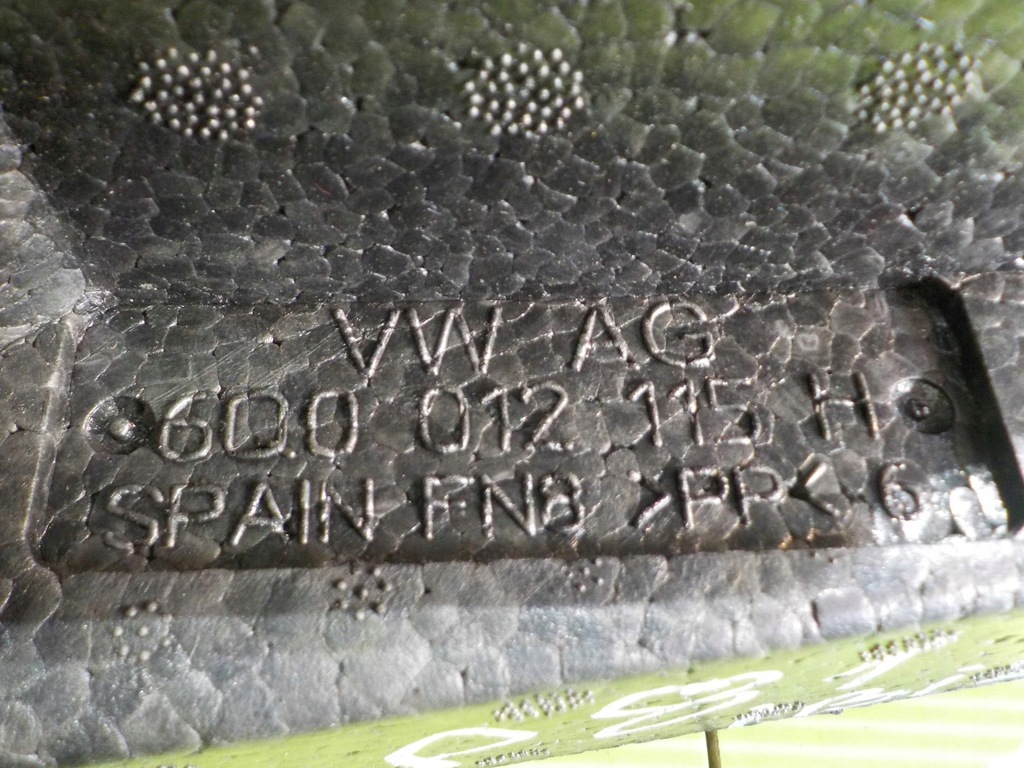 VW AG
6Q0 012 115 H
SPAIN FN8 >PP< 6